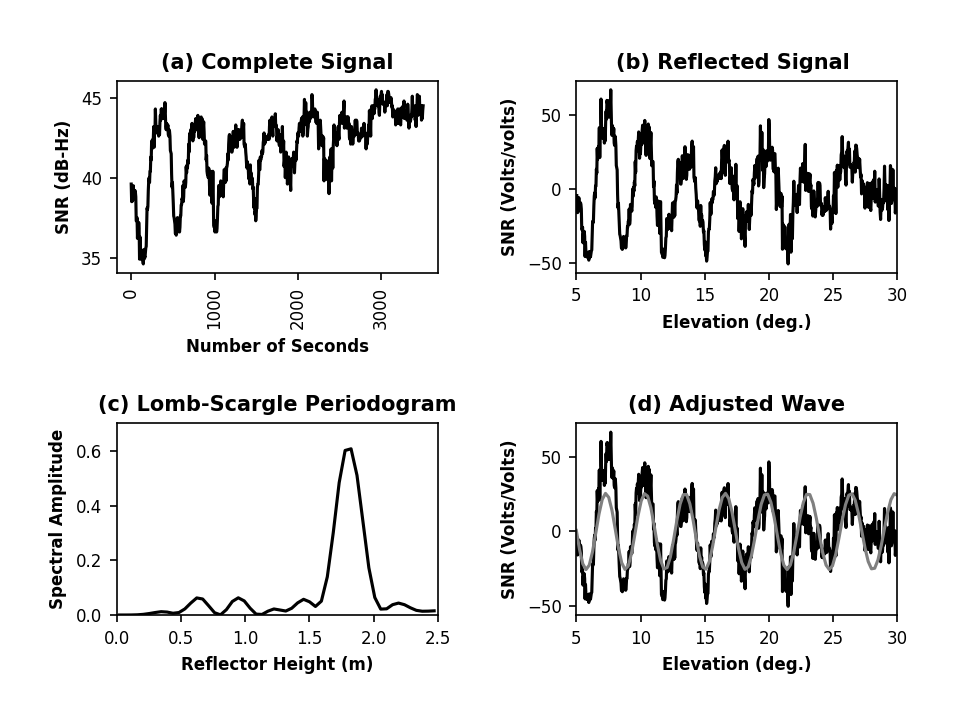 (a) Complete Signal
SNR (dB-Hz)
45
40
35
0
1000
2000
3000
Number of Seconds
(b) Reflected Signal
SNR (Volts/volts)
50
0
−50
5 10 15 20 25 30
Elevation (deg.)
(c) Lomb-Scargle Periodogram
Spectral Amplitude
0.6
0.4
0.2
0.0
0.0 0.5 1.0 1.5 2.0 2.5
Reflector Height (m)
(d) Adjusted Wave
SNR (Volts/Volts)
50
0
−50
5 10 15 20 25 30
Elevation (deg.)